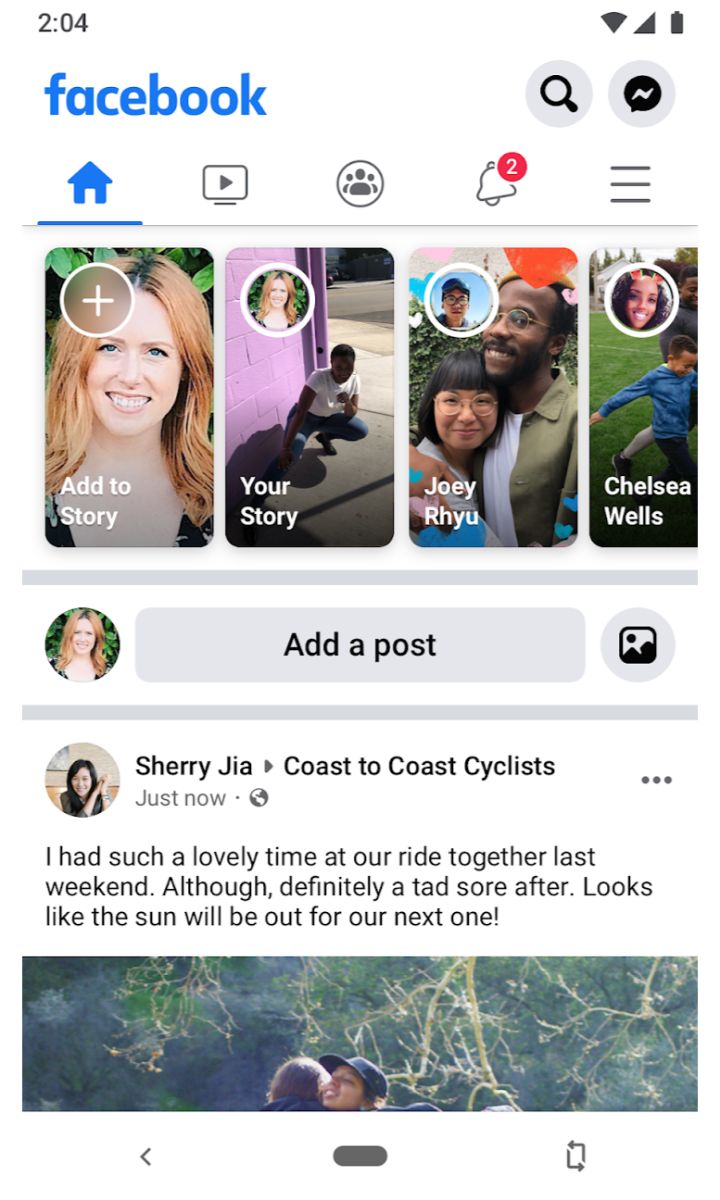 2:04
facebook
2
Add to
Story
Your
Story
Joey
Rhyu
Chelsea
Wells
Add a post
Sherry Jia ▸ Coast to Coast Cyclists
Just now ·
I had such a lovely time at our ride together last
weekend. Although, definitely a tad sore after. Looks
like the sun will be out for our next one!